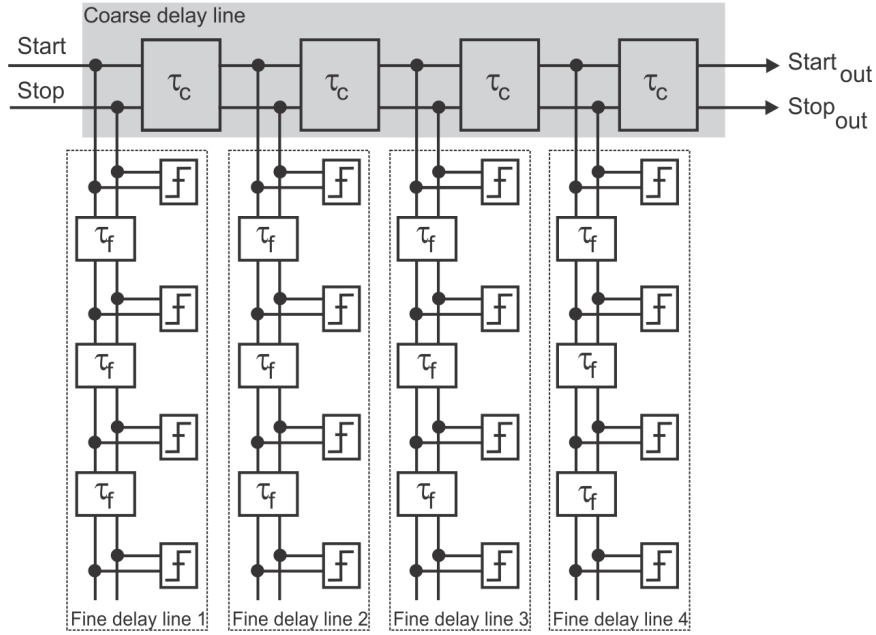 Coarse delay line
Start
Stop
τc τc τc τc
Startout
Stopout
τf τf τf τf
τf τf τf τf
τf τf τf τf
Fine delay line 1 Fine delay line 2 Fine delay line 3 Fine delay line 4